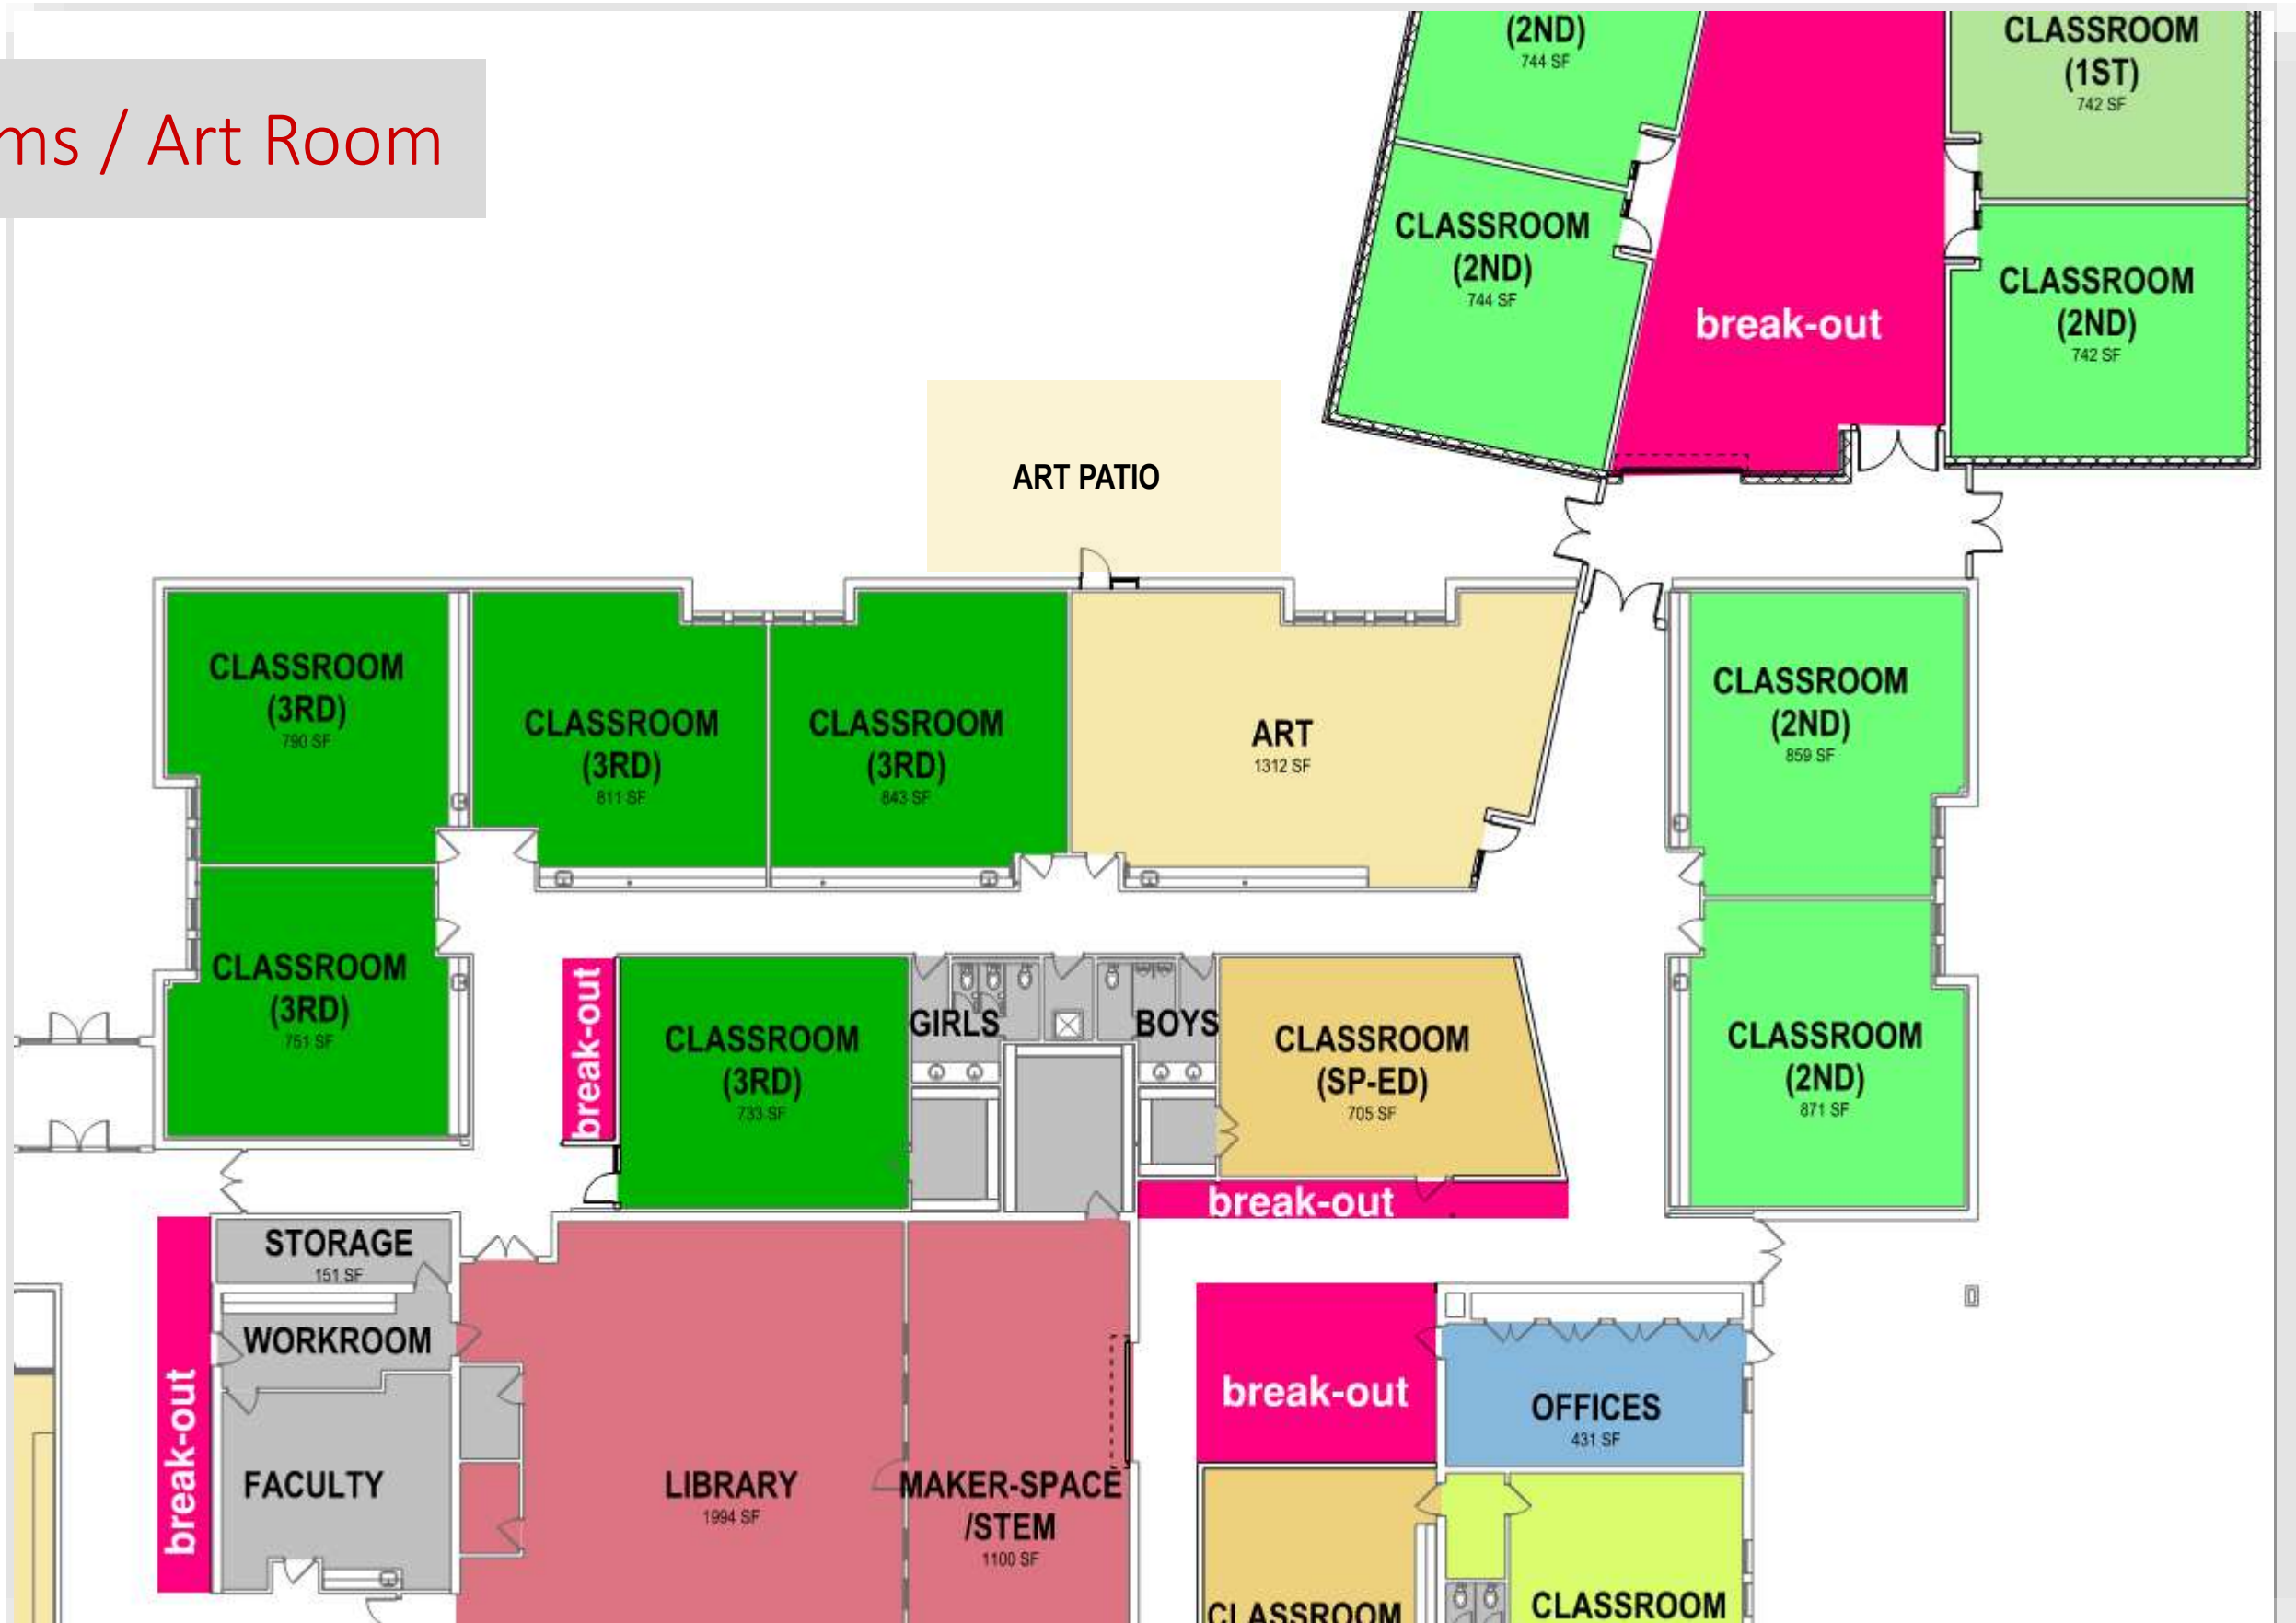 ms / Art Room
(2ND)
744 SF
CLASSROOM
(1ST)
742 SF
CLASSROOM
(2ND)
744 SF
break-out
CLASSROOM
(2ND)
742 SF
ART PATIO
CLASSROOM
(3RD)
790 SF
CLASSROOM
(3RD)
811 SF
CLASSROOM
(3RD)
843 SF
ART
1312 SF
CLASSROOM
(2ND)
859 SF
CLASSROOM
(3RD)
751 SF
break-out
CLASSROOM
(3RD)
733 SF
GIRLS
BOYS
CLASSROOM
(SP-ED)
705 SF
CLASSROOM
(2ND)
871 SF
break-out
STORAGE
151 SF
WORKROOM
break-out
FACULTY
LIBRARY
1994 SF
MAKER-SPACE
/STEM
1100 SF
break-out
OFFICES
431 SF
CLASSROOM
CLASSROOM